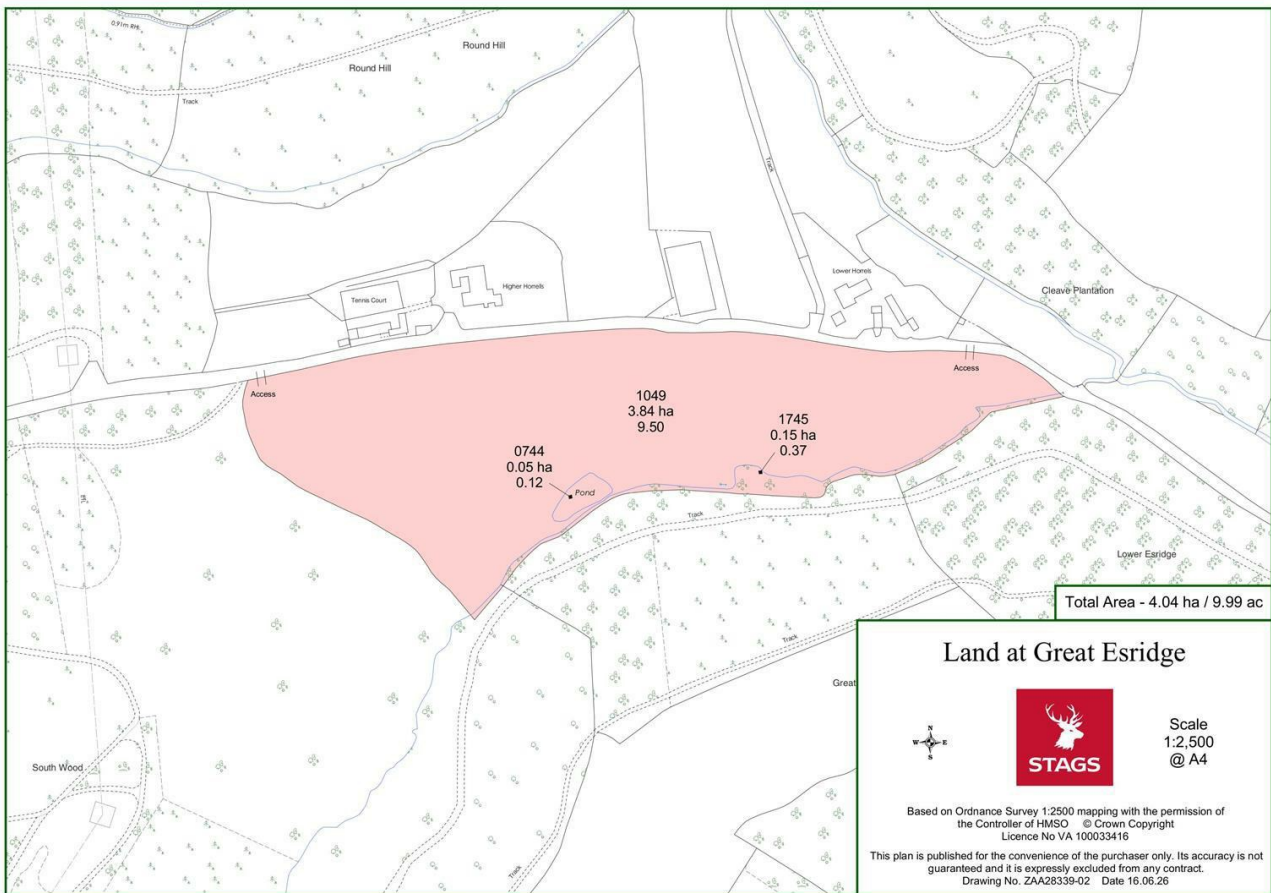 0.91m RH
Round Hill
Round Hill
Track
Track
Tennis Court
Higher Horrels
Lower Horrels
Cleave Plantation
Access
Access
1049
3.84 ha
9.50
1745
0.15 ha
0.37
0744
0.05 ha
0.12
Pond
Track
Lower Esridge
Track
Great
South Wood
Track
Total Area - 4.04 ha / 9.99 ac
Land at Great Esridge
N
W E
S
STAGS
Scale
1:2,500
@ A4
Based on Ordnance Survey 1:2500 mapping with the permission of
the Controller of HMSO © Crown Copyright
Licence No VA 100033416
This plan is published for the convenience of the purchaser only. Its accuracy is not
guaranteed and it is expressly excluded from any contract.
Drawing No. ZAA28339-02 Date 16.06.26